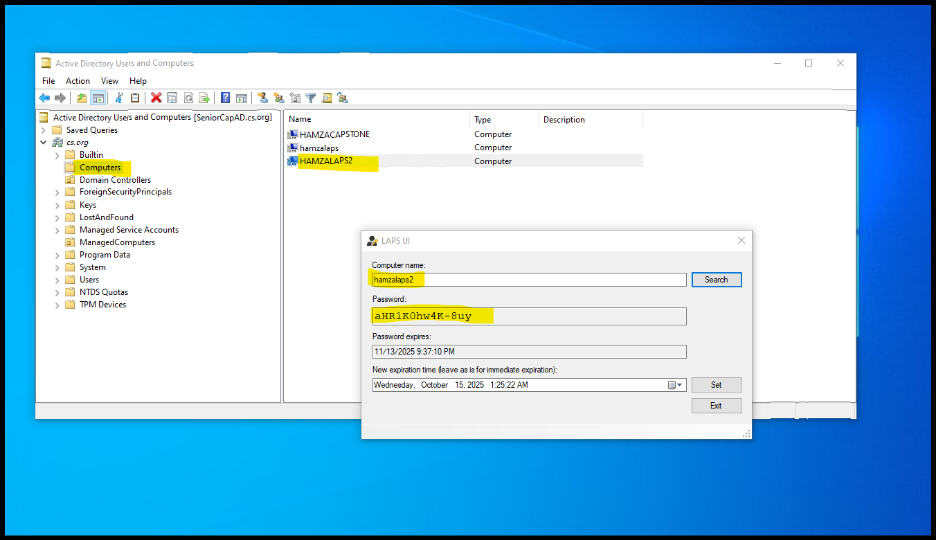 Active Directory Users and Computers
File Action View Help
Active Directory Users and Computers [SeniorCapAD.cs.org]
Saved Queries
cs.org
Builtin
Computers
Domain Controllers
ForeignSecurityPrincipals
Keys
LostAndFound
Managed Service Accounts
ManagedComputers
Program Data
System
Users
NTDS Quotas
TPM Devices
Name Type Description
HAMZACAPSTONE Computer
hamzalaps Computer
HAMZALAPS2 Computer
LAPS UI
Computer name:
hamzalaps2 Search
Password:
aHR1K0hw4K-8uy
Password expires:
11/13/2025 9:37:10 PM
New expiration time (leave as is for immediate expiration):
Wednesday, October 15, 2025 1:25:22 AM Set
Exit